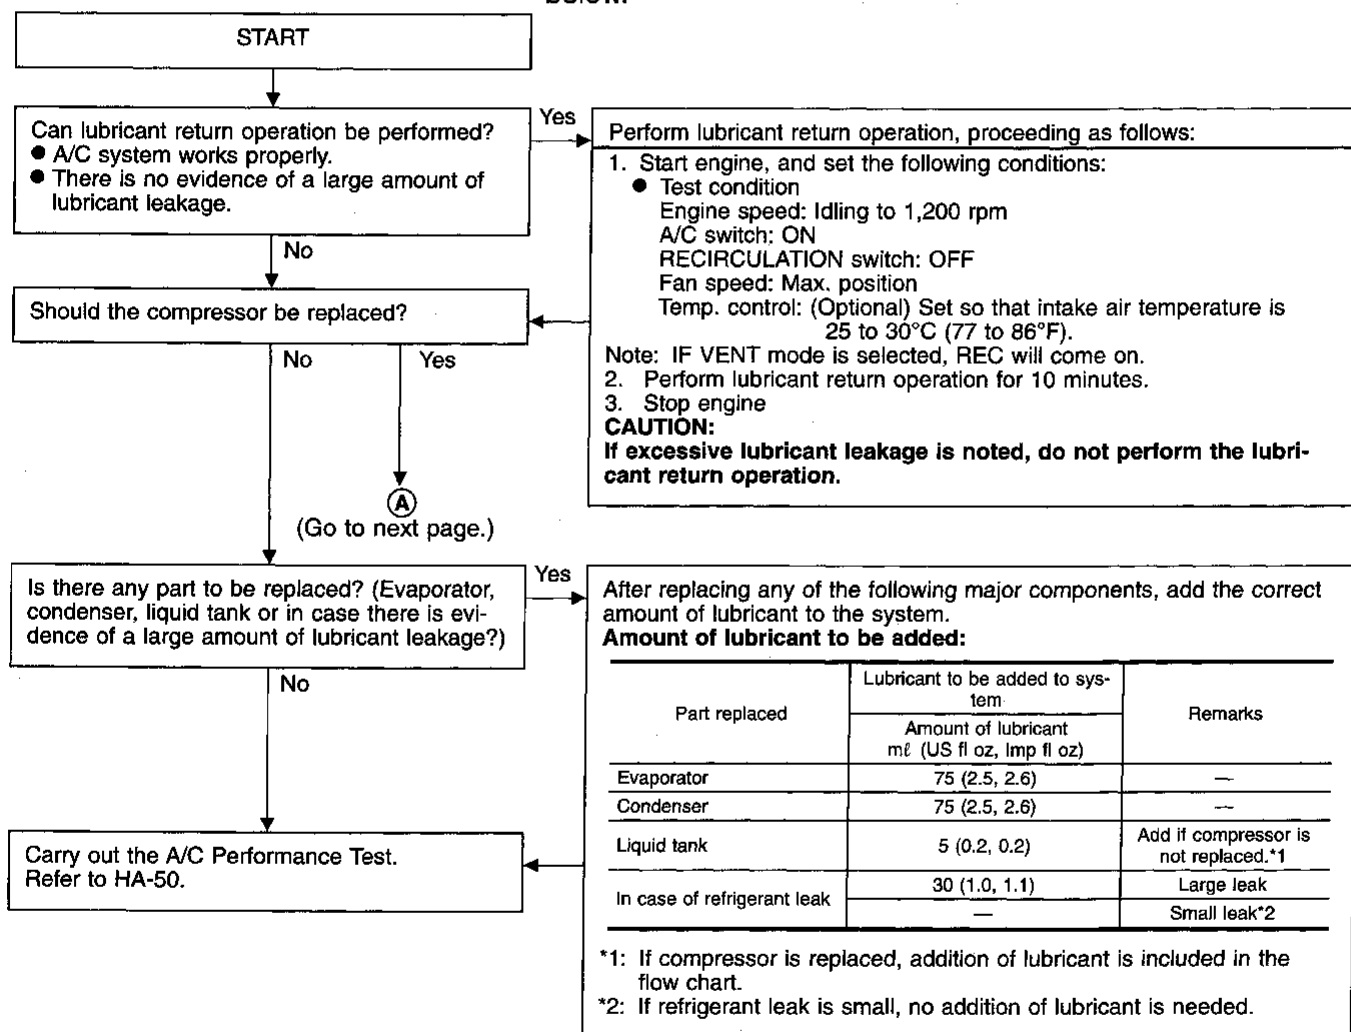 START
Can lubricant return operation be performed?
● A/C system works properly.
● There is no evidence of a large amount of
lubricant leakage.
Yes
No
Perform lubricant return operation, proceeding as follows:
1. Start engine, and set the following conditions:
● Test condition
Engine speed: Idling to 1,200 rpm
A/C switch: ON
RECIRCULATION switch: OFF
Fan speed: Max. position
Temp. control: (Optional) Set so that intake air temperature is
25 to 30°C (77 to 86°F).
Note: IF VENT mode is selected, REC will come on.
2. Perform lubricant return operation for 10 minutes.
3. Stop engine
CAUTION:
If excessive lubricant leakage is noted, do not perform the lubri-
cant return operation.
Should the compressor be replaced?
No
Yes
A
(Go to next page.)
Is there any part to be replaced? (Evaporator,
condenser, liquid tank or in case there is evi-
dence of a large amount of lubricant leakage?)
Yes
No
After replacing any of the following major components, add the correct
amount of lubricant to the system.
Amount of lubricant to be added:
Part replaced
Lubricant to be added to sys-
tem
Amount of lubricant
mℓ (US fl oz, Imp fl oz)
Remarks
Evaporator 75 (2.5, 2.6) —
Condenser 75 (2.5, 2.6) —
Liquid tank 5 (0.2, 0.2) Add if compressor is
not replaced.*1
In case of refrigerant leak 30 (1.0, 1.1) Large leak
— Small leak*2
*1: If compressor is replaced, addition of lubricant is included in the
flow chart.
*2: If refrigerant leak is small, no addition of lubricant is needed.
Carry out the A/C Performance Test.
Refer to HA-50.